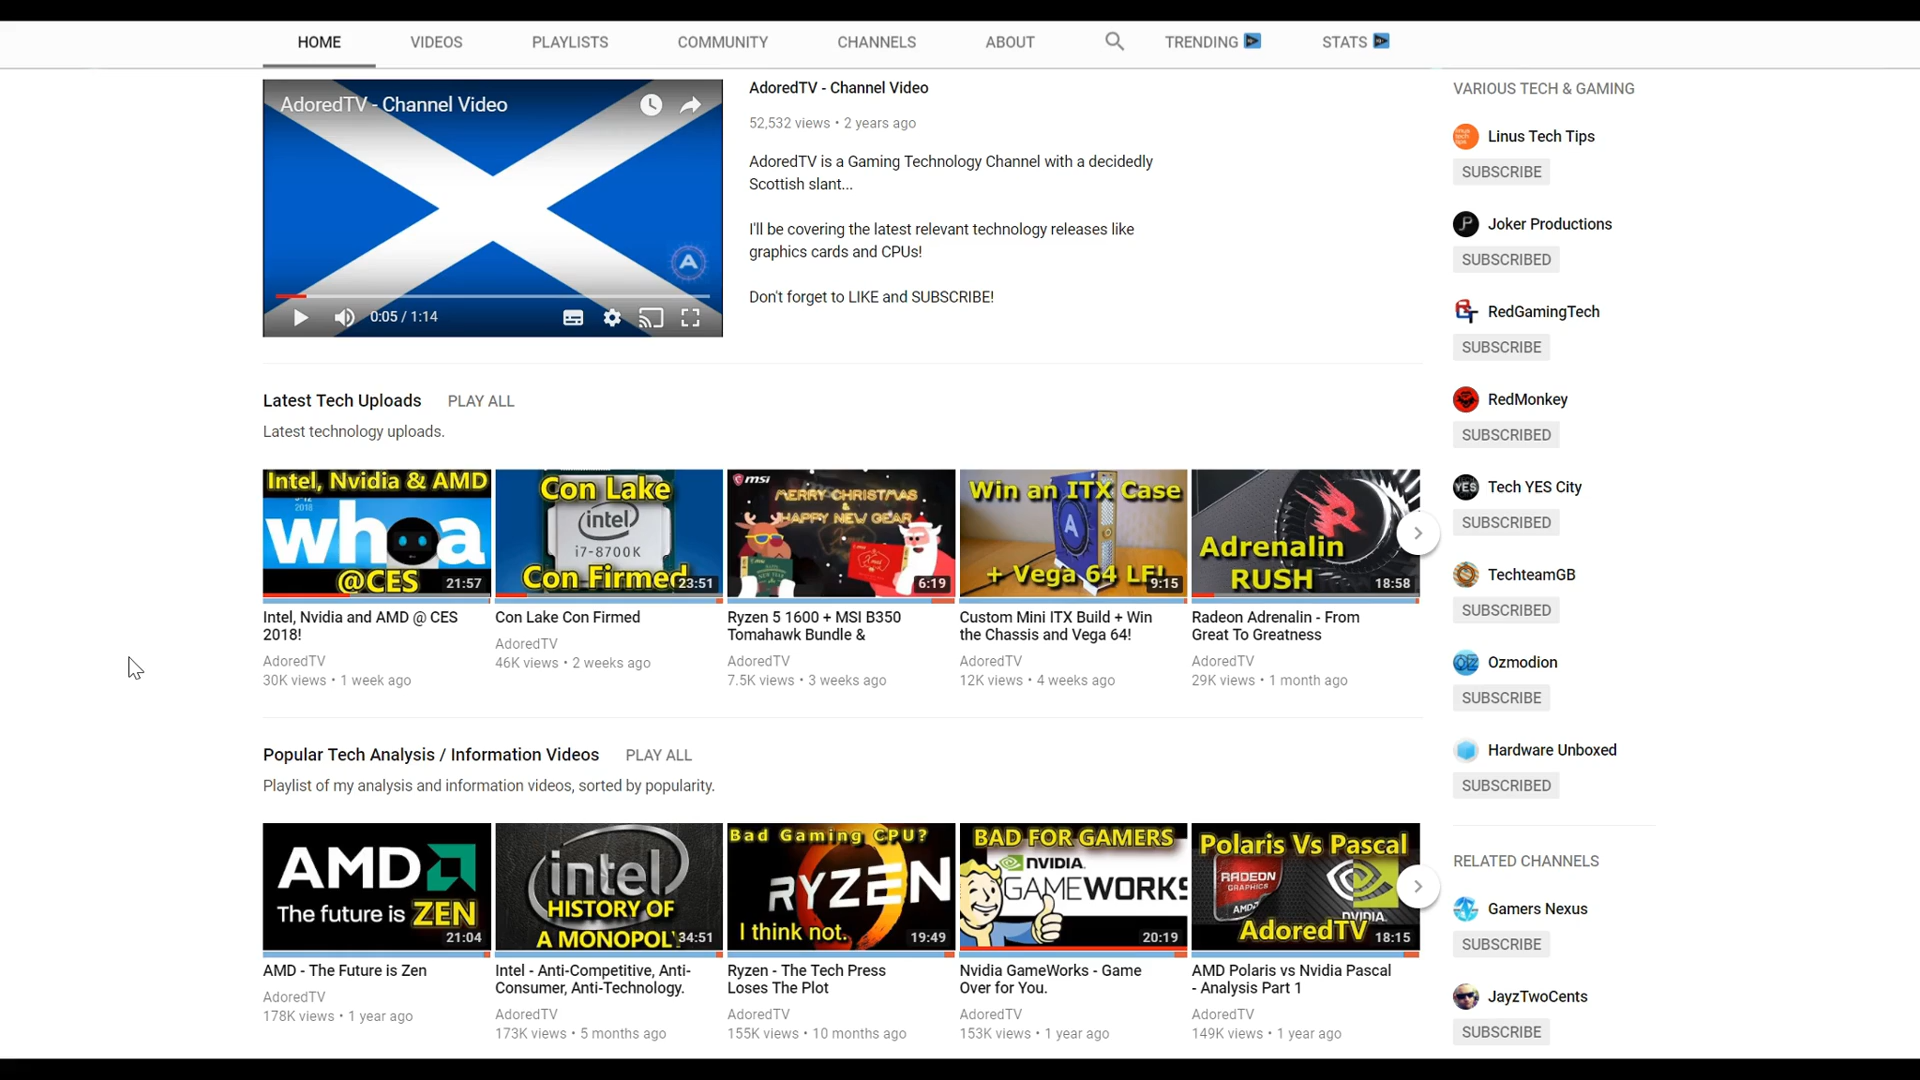 HOME
VIDEOS
PLAYLISTS
COMMUNITY
CHANNELS
ABOUT
TRENDING
STATS
AdoredTV - Channel Video
A
0:05 / 1:14
AdoredTV - Channel Video
52,532 views • 2 years ago
AdoredTV is a Gaming Technology Channel with a decidedly
Scottish slant...
I'll be covering the latest relevant technology releases like
graphics cards and CPUs!
Don't forget to LIKE and SUBSCRIBE!
Latest Tech Uploads
PLAY ALL
Latest technology uploads.
Intel, Nvidia & AMD
2018
wh a
@CES
21:57
Intel, Nvidia and AMD @ CES
2018!
AdoredTV
30K views • 1 week ago
Con Lake
intel
i7-8700K
Con Firmed
23:51
Con Lake Con Firmed
AdoredTV
46K views • 2 weeks ago
msi
MERRY CHRISTMAS
&
HAPPY NEW GEAR
6:19
Ryzen 5 1600 + MSI B350
Tomahawk Bundle &
AdoredTV
7.5K views • 3 weeks ago
Win an ITX Case
A
+ Vega 64 LE!
9:15
Custom Mini ITX Build + Win
the Chassis and Vega 64!
AdoredTV
12K views • 4 weeks ago
Adrenalin
RUSH
18:58
Radeon Adrenalin - From
Great To Greatness
AdoredTV
29K views • 1 month ago
Popular Tech Analysis / Information Videos
PLAY ALL
Playlist of my analysis and information videos, sorted by popularity.
AMD
The future is ZEN
21:04
AMD - The Future is Zen
AdoredTV
178K views • 1 year ago
intel
HISTORY OF
A MONOPOLY
34:51
Intel - Anti-Competitive, Anti-
Consumer, Anti-Technology.
AdoredTV
173K views • 5 months ago
Bad Gaming CPU?
RYZEN
I think not.
19:49
Ryzen - The Tech Press
Loses The Plot
AdoredTV
155K views • 10 months ago
BAD FOR GAMERS
NVIDIA
GAMEWORKS
20:19
Nvidia GameWorks - Game
Over for You.
AdoredTV
153K views • 1 year ago
Polaris Vs Pascal
RADEON
GRAPHICS
AMD
NVIDIA
AdoredTV
18:15
AMD Polaris vs Nvidia Pascal
- Analysis Part 1
AdoredTV
149K views • 1 year ago
VARIOUS TECH & GAMING
linus
tech
tips
Linus Tech Tips
SUBSCRIBE
Joker Productions
SUBSCRIBED
RedGamingTech
SUBSCRIBE
RedMonkey
SUBSCRIBED
YES
Tech YES City
SUBSCRIBED
TechteamGB
SUBSCRIBED
OZ
Ozmodion
SUBSCRIBE
Hardware Unboxed
SUBSCRIBED
RELATED CHANNELS
Gamers Nexus
SUBSCRIBE
JayzTwoCents
SUBSCRIBE